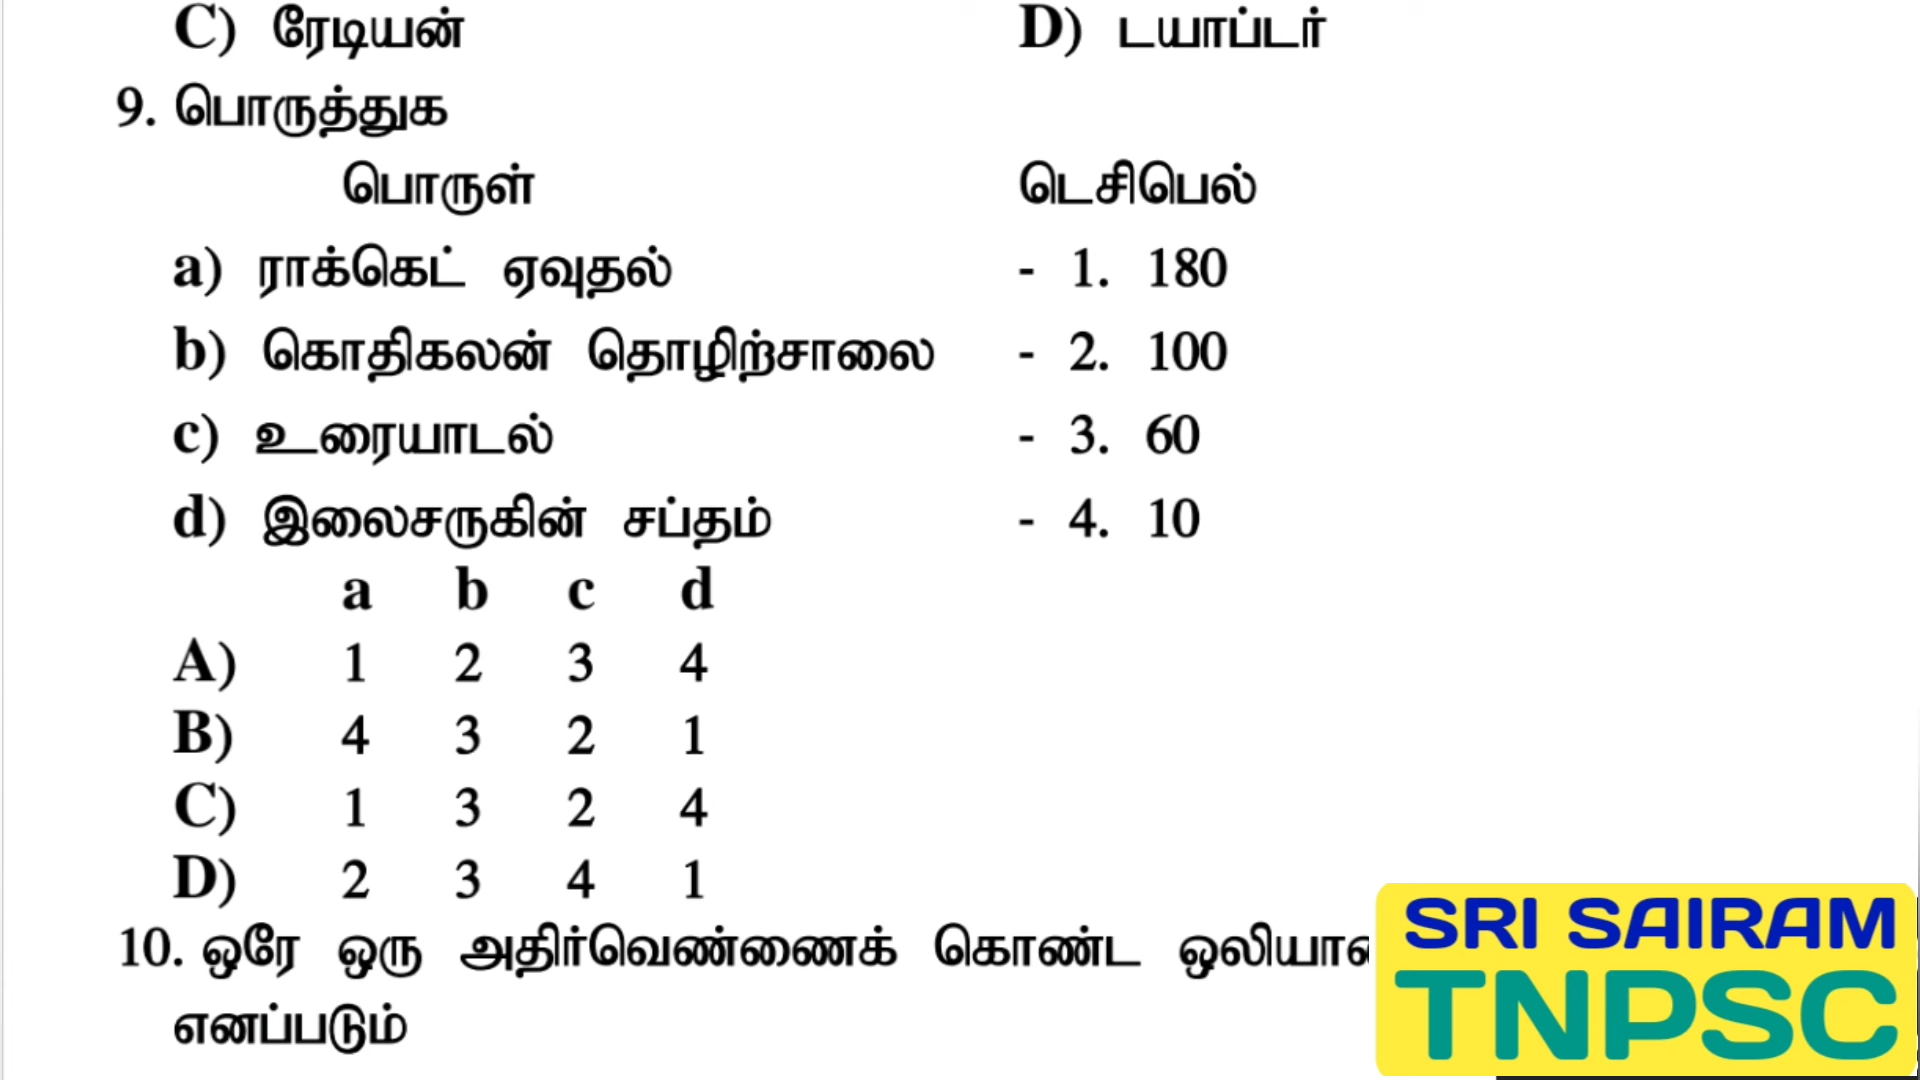 C) ரேடியன் D) டயாப்டர்
9. பொருத்துக
பொருள் டெசிபெல்
a) ராக்கெட் ஏவுதல் - 1. 180
b) கொதிகலன் தொழிற்சாலை - 2. 100
c) உரையாடல் - 3. 60
d) இலைசருகின் சப்தம் - 4. 10
a b c d
A) 1 2 3 4
B) 4 3 2 1
C) 1 3 2 4
D) 2 3 4 1
10. ஒரே ஒரு அதிர்வெண்ணைக் கொண்ட
எனப்படும்
SRI SAIRAM
TNPSC